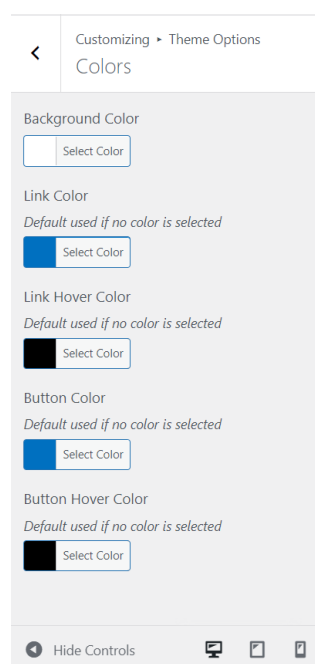 Customizing ▸ Theme Options
Colors
Background Color
Select Color
Link Color
Default used if no color is selected
Select Color
Link Hover Color
Default used if no color is selected
Select Color
Button Color
Default used if no color is selected
Select Color
Button Hover Color
Default used if no color is selected
Select Color
Hide Controls